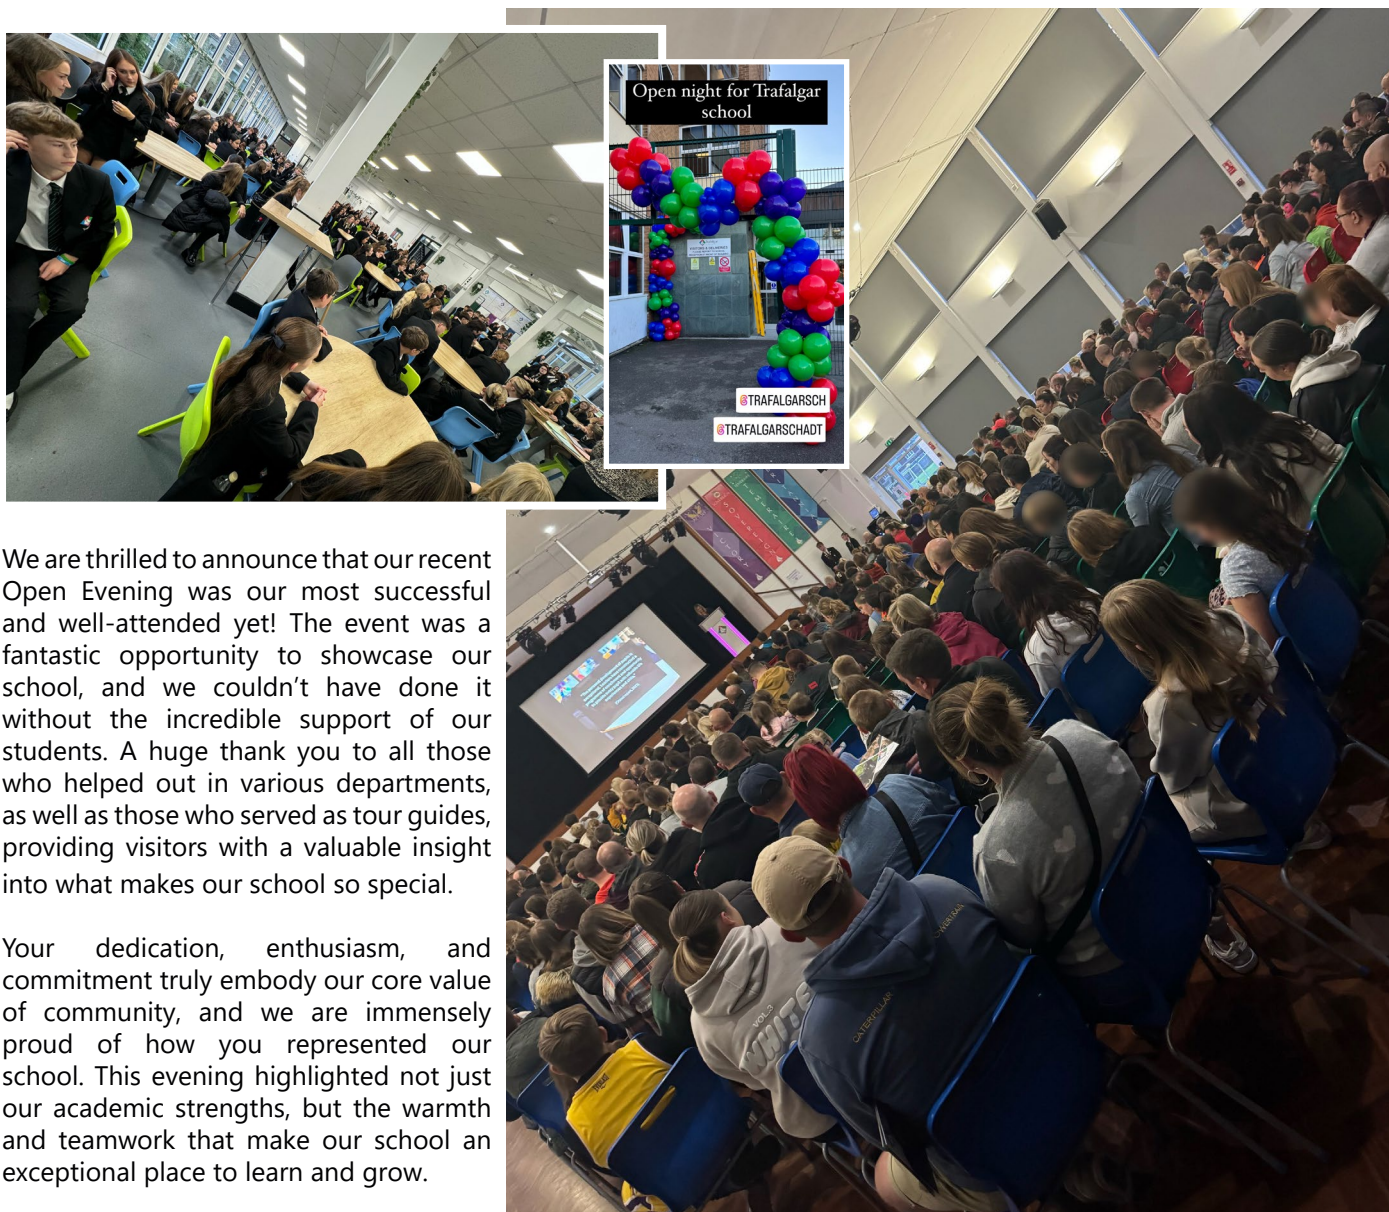 Open night for Trafalgar
school
VISITORS & DELIVERIES
@TRAFALGARSCH
@TRAFALGARSCHADT
We are thrilled to announce that our recent
Open Evening was our most successful
and well-attended yet! The event was a
fantastic opportunity to showcase our
school, and we couldn’t have done it
without the incredible support of our
students. A huge thank you to all those
who helped out in various departments,
as well as those who served as tour guides,
providing visitors with a valuable insight
into what makes our school so special.
Your dedication, enthusiasm, and
commitment truly embody our core value
of community, and we are immensely
proud of how you represented our
school. This evening highlighted not just
our academic strengths, but the warmth
and teamwork that make our school an
exceptional place to learn and grow.
VOL.3
CATERPILLAR